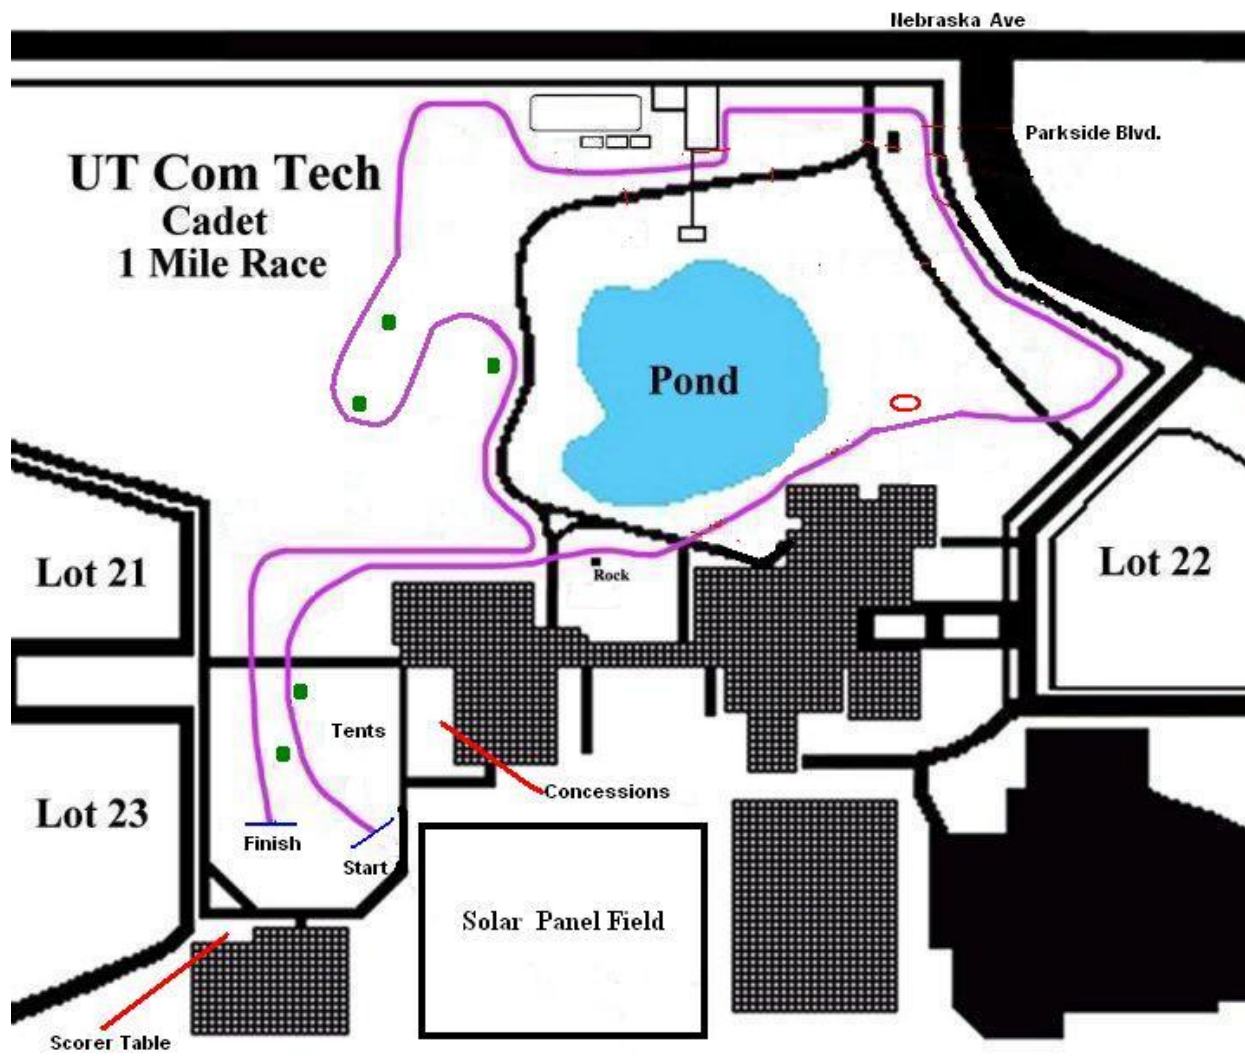 Nebraska Ave
Parkside Blvd.
UT Com Tech
Cadet
1 Mile Race
Pond
Lot 21
Rock
Lot 22
Tents
Concessions
Lot 23
Finish
Start
Solar Panel Field
Scorer Table